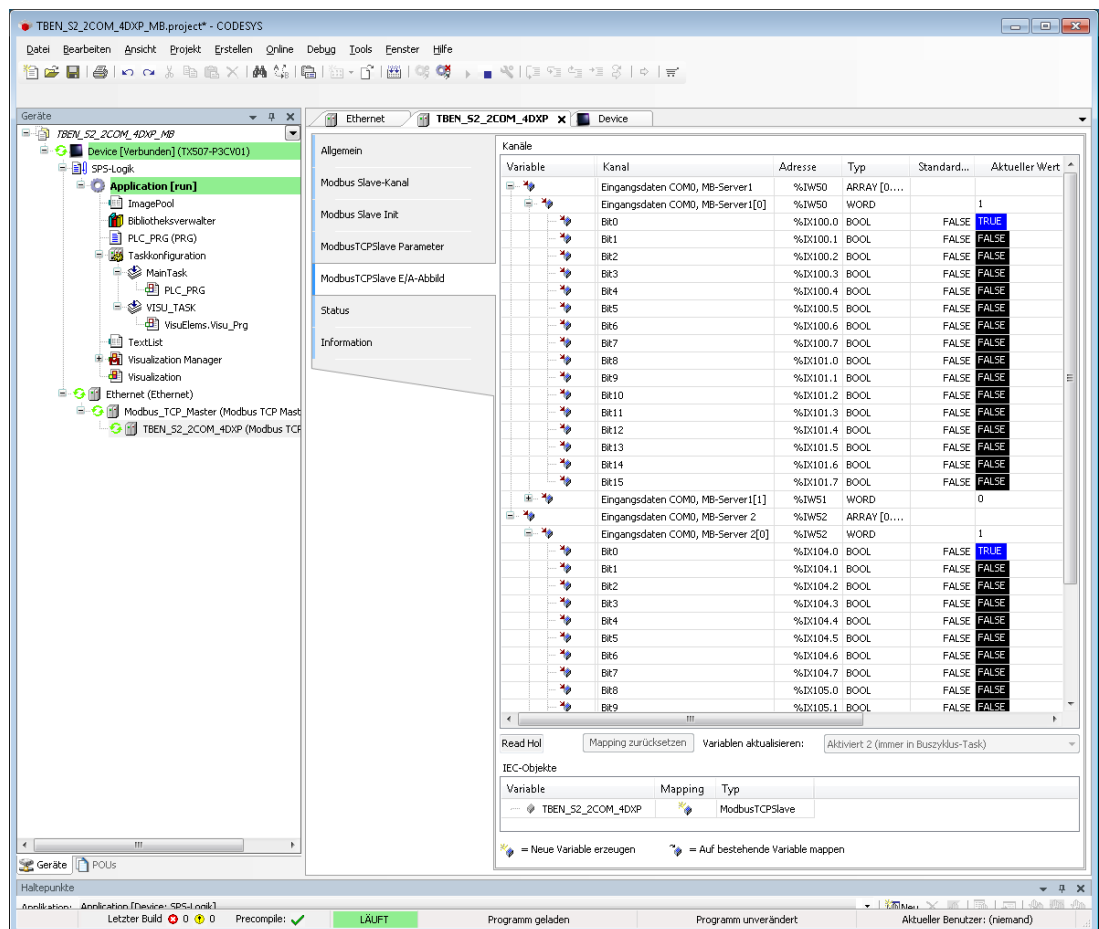 TBEN_S2_2COM_4DXP_MB.project* - CODESYS
Datei Bearbeiten Ansicht Projekt Erstellen Online Debug Tools Fenster Hilfe
Geräte
TBEN_S2_2COM_4DXP_MB
Device [Verbunden] (TX507-P3CV01)
SPS-Logik
Application [run]
ImagePool
Bibliotheksverwalter
PLC_PRG (PRG)
Taskkonfiguration
MainTask
PLC_PRG
VISU_TASK
VisuElems.Visu_Prg
TextList
Visualization Manager
Visualization
Ethernet (Ethernet)
Modbus_TCP_Master (Modbus TCP Mast
TBEN_S2_2COM_4DXP (Modbus TCP
Geräte POUs
Ethernet TBEN_S2_2COM_4DXP Device
Allgemein
Modbus Slave-Kanal
Modbus Slave Init
ModbusTCPSlave Parameter
ModbusTCPSlave E/A-Abbild
Status
Information
Kanäle
Variable Kanal Adresse Typ Standard... Aktueller Wert
Eingangsdaten COM0, MB-Server1 %IW50 ARRAY [0....
Eingangsdaten COM0, MB-Server1[0] %IW50 WORD 1
Bit0 %IX100.0 BOOL FALSE TRUE
Bit1 %IX100.1 BOOL FALSE FALSE
Bit2 %IX100.2 BOOL FALSE FALSE
Bit3 %IX100.3 BOOL FALSE FALSE
Bit4 %IX100.4 BOOL FALSE FALSE
Bit5 %IX100.5 BOOL FALSE FALSE
Bit6 %IX100.6 BOOL FALSE FALSE
Bit7 %IX100.7 BOOL FALSE FALSE
Bit8 %IX101.0 BOOL FALSE FALSE
Bit9 %IX101.1 BOOL FALSE FALSE
Bit10 %IX101.2 BOOL FALSE FALSE
Bit11 %IX101.3 BOOL FALSE FALSE
Bit12 %IX101.4 BOOL FALSE FALSE
Bit13 %IX101.5 BOOL FALSE FALSE
Bit14 %IX101.6 BOOL FALSE FALSE
Bit15 %IX101.7 BOOL FALSE FALSE
Eingangsdaten COM0, MB-Server1[1] %IW51 WORD 0
Eingangsdaten COM0, MB-Server 2 %IW52 ARRAY [0....
Eingangsdaten COM0, MB-Server 2[0] %IW52 WORD 1
Bit0 %IX104.0 BOOL FALSE TRUE
Bit1 %IX104.1 BOOL FALSE FALSE
Bit2 %IX104.2 BOOL FALSE FALSE
Bit3 %IX104.3 BOOL FALSE FALSE
Bit4 %IX104.4 BOOL FALSE FALSE
Bit5 %IX104.5 BOOL FALSE FALSE
Bit6 %IX104.6 BOOL FALSE FALSE
Bit7 %IX104.7 BOOL FALSE FALSE
Bit8 %IX105.0 BOOL FALSE FALSE
Bit9 %IX105.1 BOOL FALSE FALSE
Read Hol Mapping zurücksetzen Variablen aktualisieren: Aktiviert 2 (immer in Buszyklus-Task)
IEC-Objekte
Variable Mapping Typ
TBEN_S2_2COM_4DXP ModbusTCPSlave
= Neue Variable erzeugen = Auf bestehende Variable mappen
Haltepunkte
Applikation: Application [Device: SPS-Logik] Neu
Letzter Build 0 0 Precompile: LÄUFT Programm geladen Programm unverändert Aktueller Benutzer: (niemand)